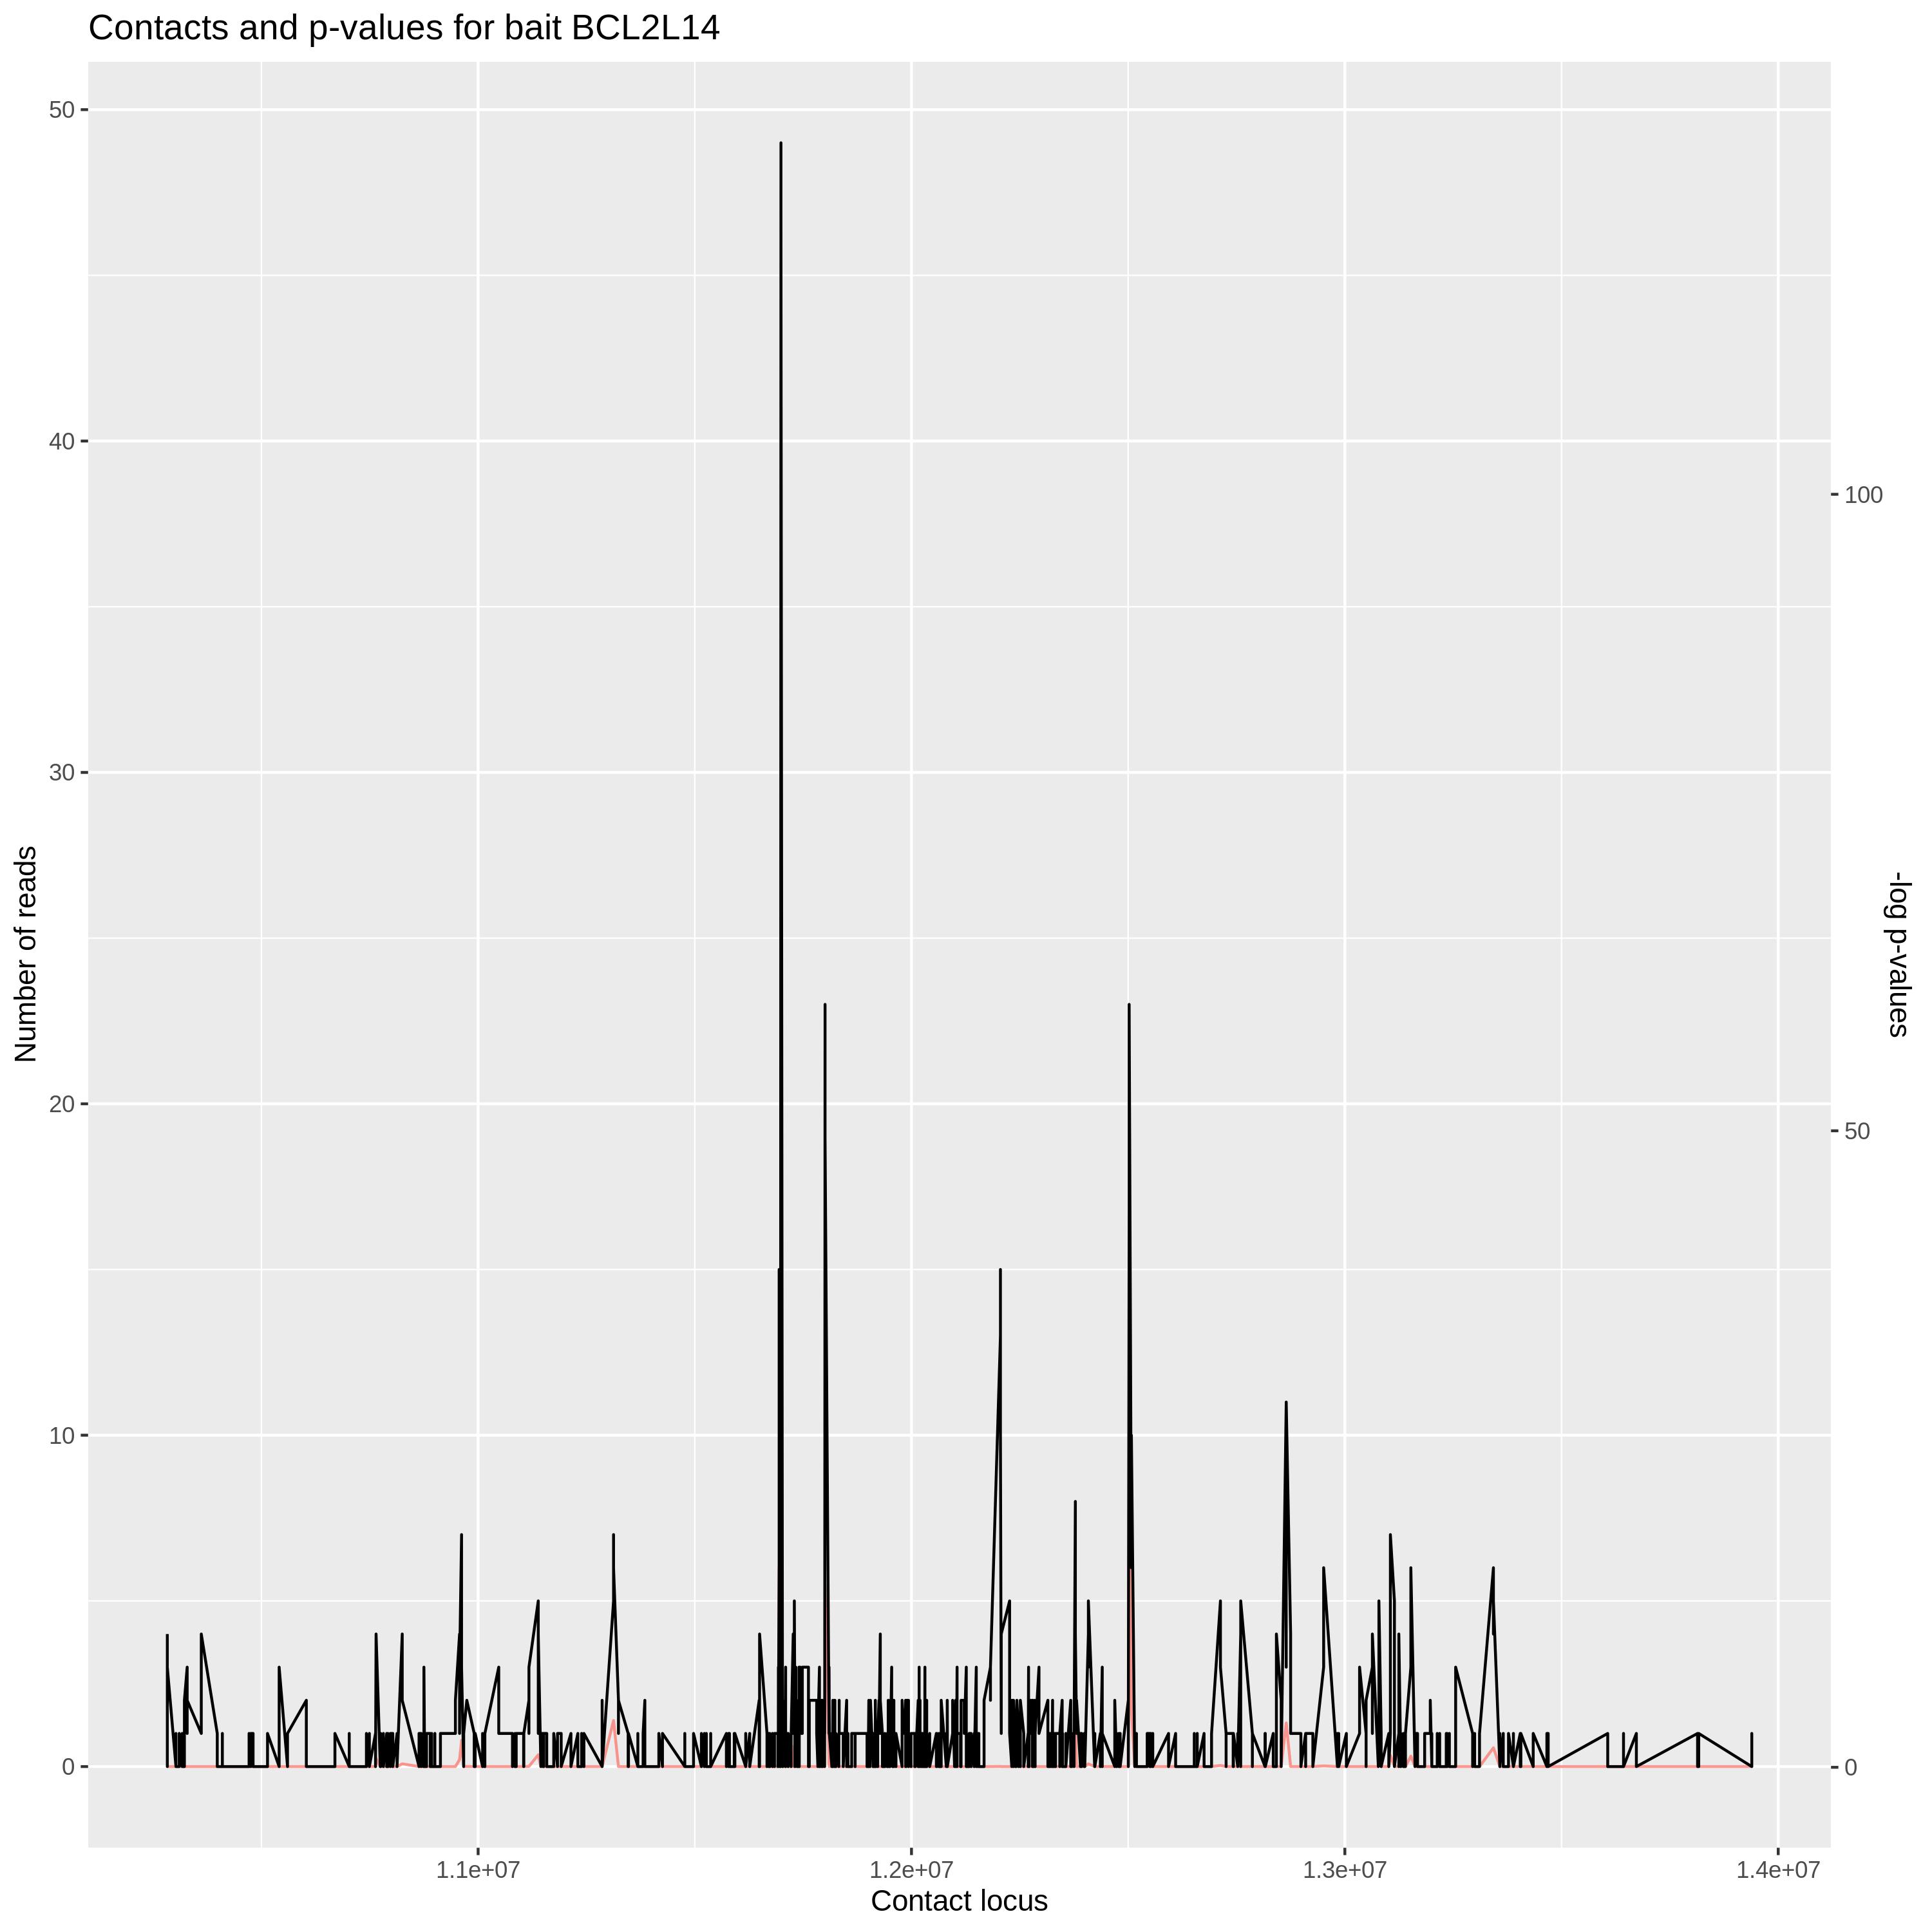 Contacts and p-values for bait BCL2L14
50
40
30
20
10
0
Number of reads
100
50
0
-log p-values
1.1e+07
1.2e+07
1.3e+07
1.4e+07
Contact locus